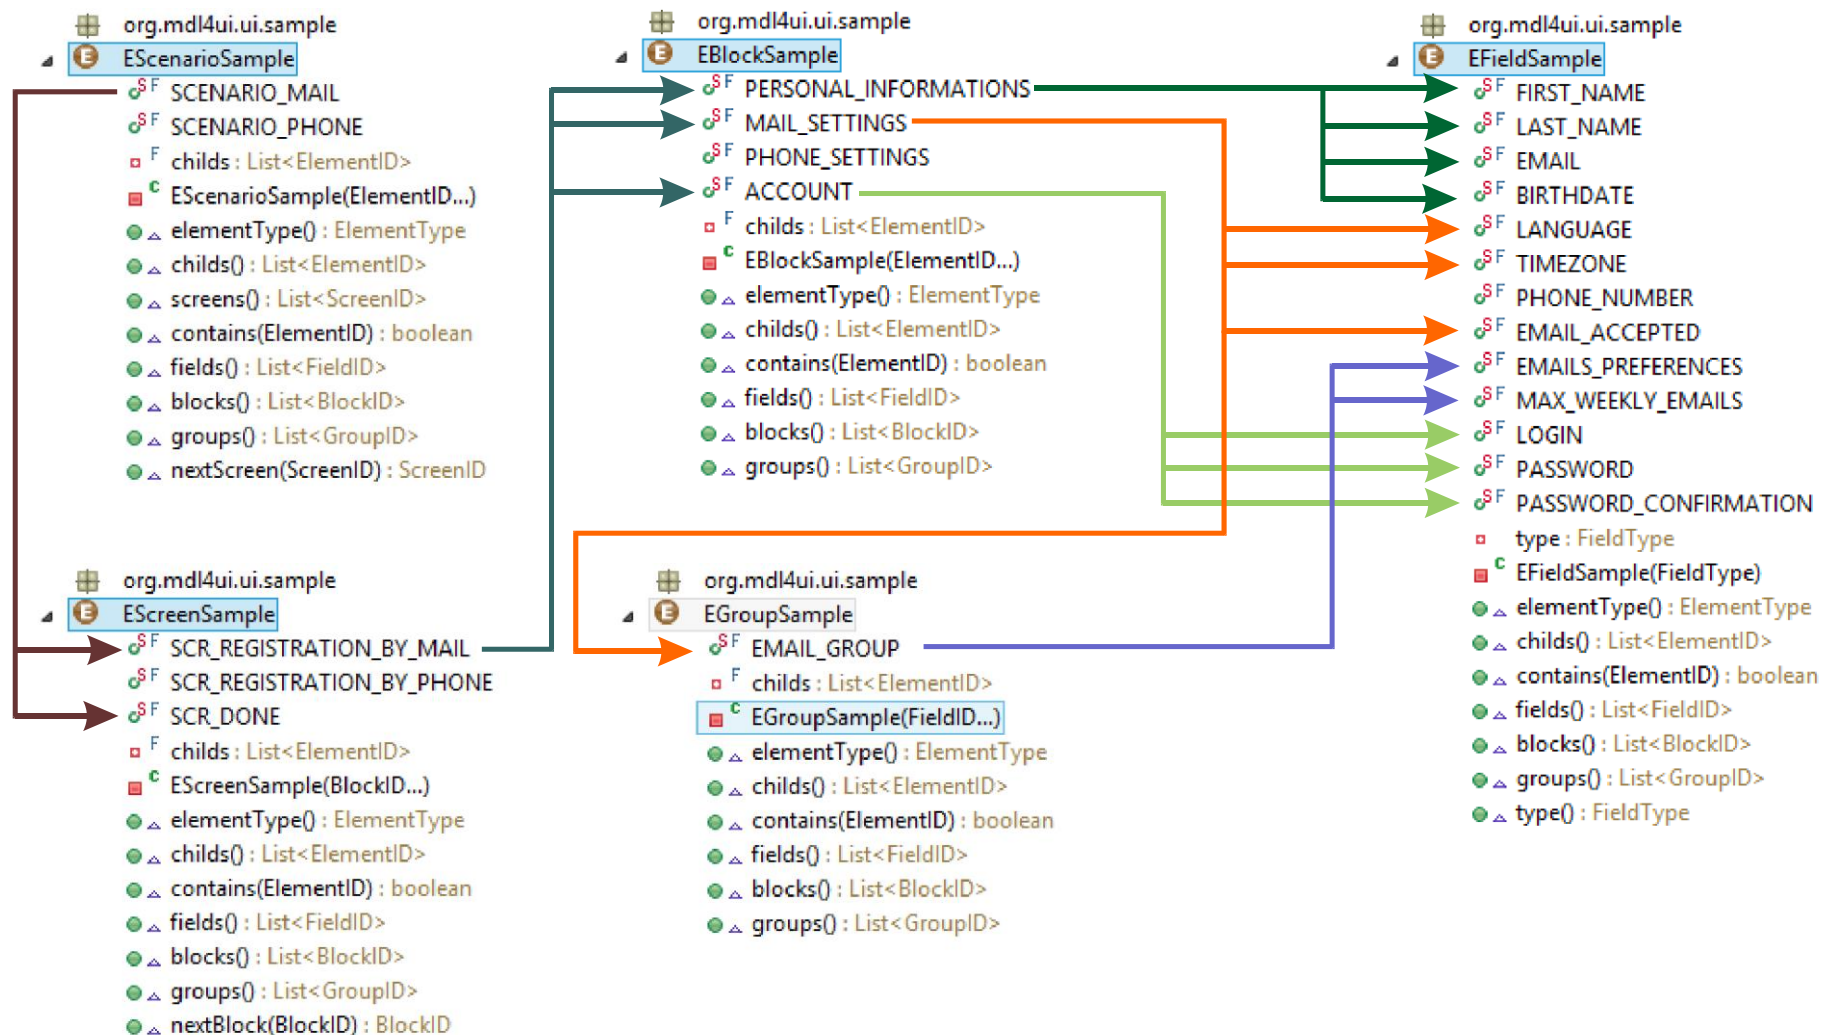 org.mdl4ui.ui.sample
EScenarioSample
SCENARIO_MAIL
SCENARIO_PHONE
childs : List<ElementID>
EScenarioSample(ElementID...)
elementType() : ElementType
childs() : List<ElementID>
screens() : List<ScreenID>
contains(ElementID) : boolean
fields() : List<FieldID>
blocks() : List<BlockID>
groups() : List<GroupID>
nextScreen(ScreenID) : ScreenID
org.mdl4ui.ui.sample
EScreenSample
SCR_REGISTRATION_BY_MAIL
SCR_REGISTRATION_BY_PHONE
SCR_DONE
childs : List<ElementID>
EScreenSample(BlockID...)
elementType() : ElementType
childs() : List<ElementID>
contains(ElementID) : boolean
fields() : List<FieldID>
blocks() : List<BlockID>
groups() : List<GroupID>
nextBlock(BlockID) : BlockID
org.mdl4ui.ui.sample
EBlockSample
PERSONAL_INFORMATIONS
MAIL_SETTINGS
PHONE_SETTINGS
ACCOUNT
childs : List<ElementID>
EBlockSample(ElementID...)
elementType() : ElementType
childs() : List<ElementID>
contains(ElementID) : boolean
fields() : List<FieldID>
blocks() : List<BlockID>
groups() : List<GroupID>
org.mdl4ui.ui.sample
EGroupSample
EMAIL_GROUP
childs : List<ElementID>
EGroupSample(FieldID...)
elementType() : ElementType
childs() : List<ElementID>
contains(ElementID) : boolean
fields() : List<FieldID>
blocks() : List<BlockID>
groups() : List<GroupID>
org.mdl4ui.ui.sample
EFieldSample
FIRST_NAME
LAST_NAME
EMAIL
BIRTHDATE
LANGUAGE
TIMEZONE
PHONE_NUMBER
EMAIL_ACCEPTED
EMAILS_PREFERENCES
MAX_WEEKLY_EMAILS
LOGIN
PASSWORD
PASSWORD_CONFIRMATION
type : FieldType
EFieldSample(FieldType)
elementType() : ElementType
childs() : List<ElementID>
contains(ElementID) : boolean
fields() : List<FieldID>
blocks() : List<BlockID>
groups() : List<GroupID>
type() : FieldType